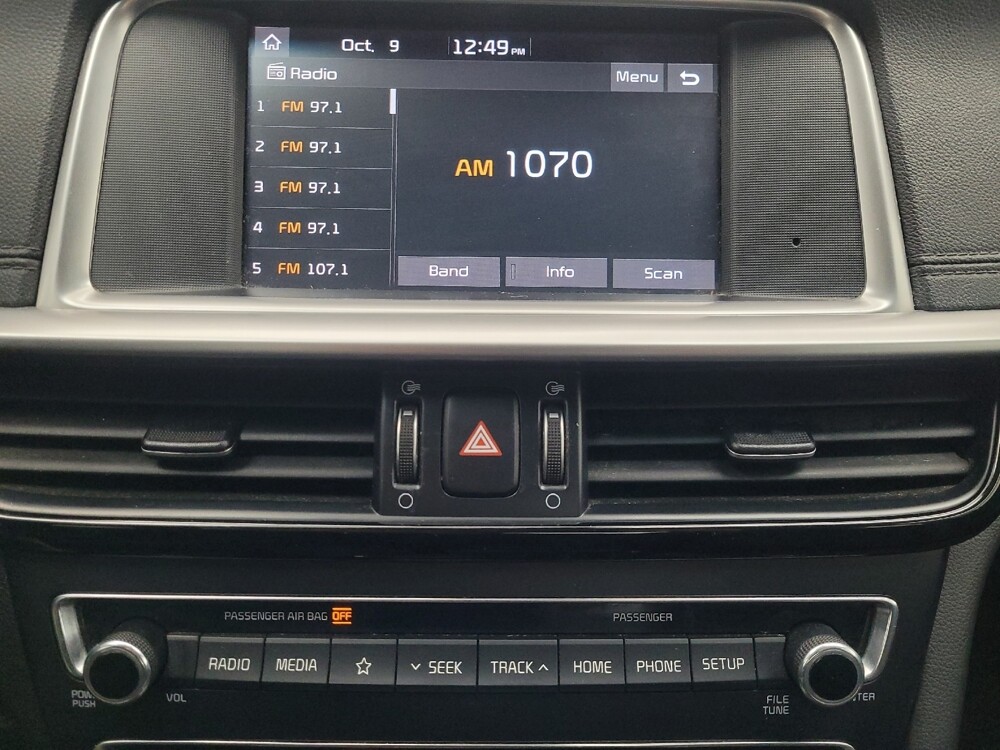 Oct. 9 12:49 PM
Radio Menu
1 FM 97.1
2 FM 97.1
3 FM 97.1
4 FM 97.1
5 FM 107.1
AM 1070
Band Info Scan
PASSENGER AIR BAG OFF PASSENGER
RADIO MEDIA SEEK TRACK HOME PHONE SETUP
PUSH VOL
FILE
TUNE